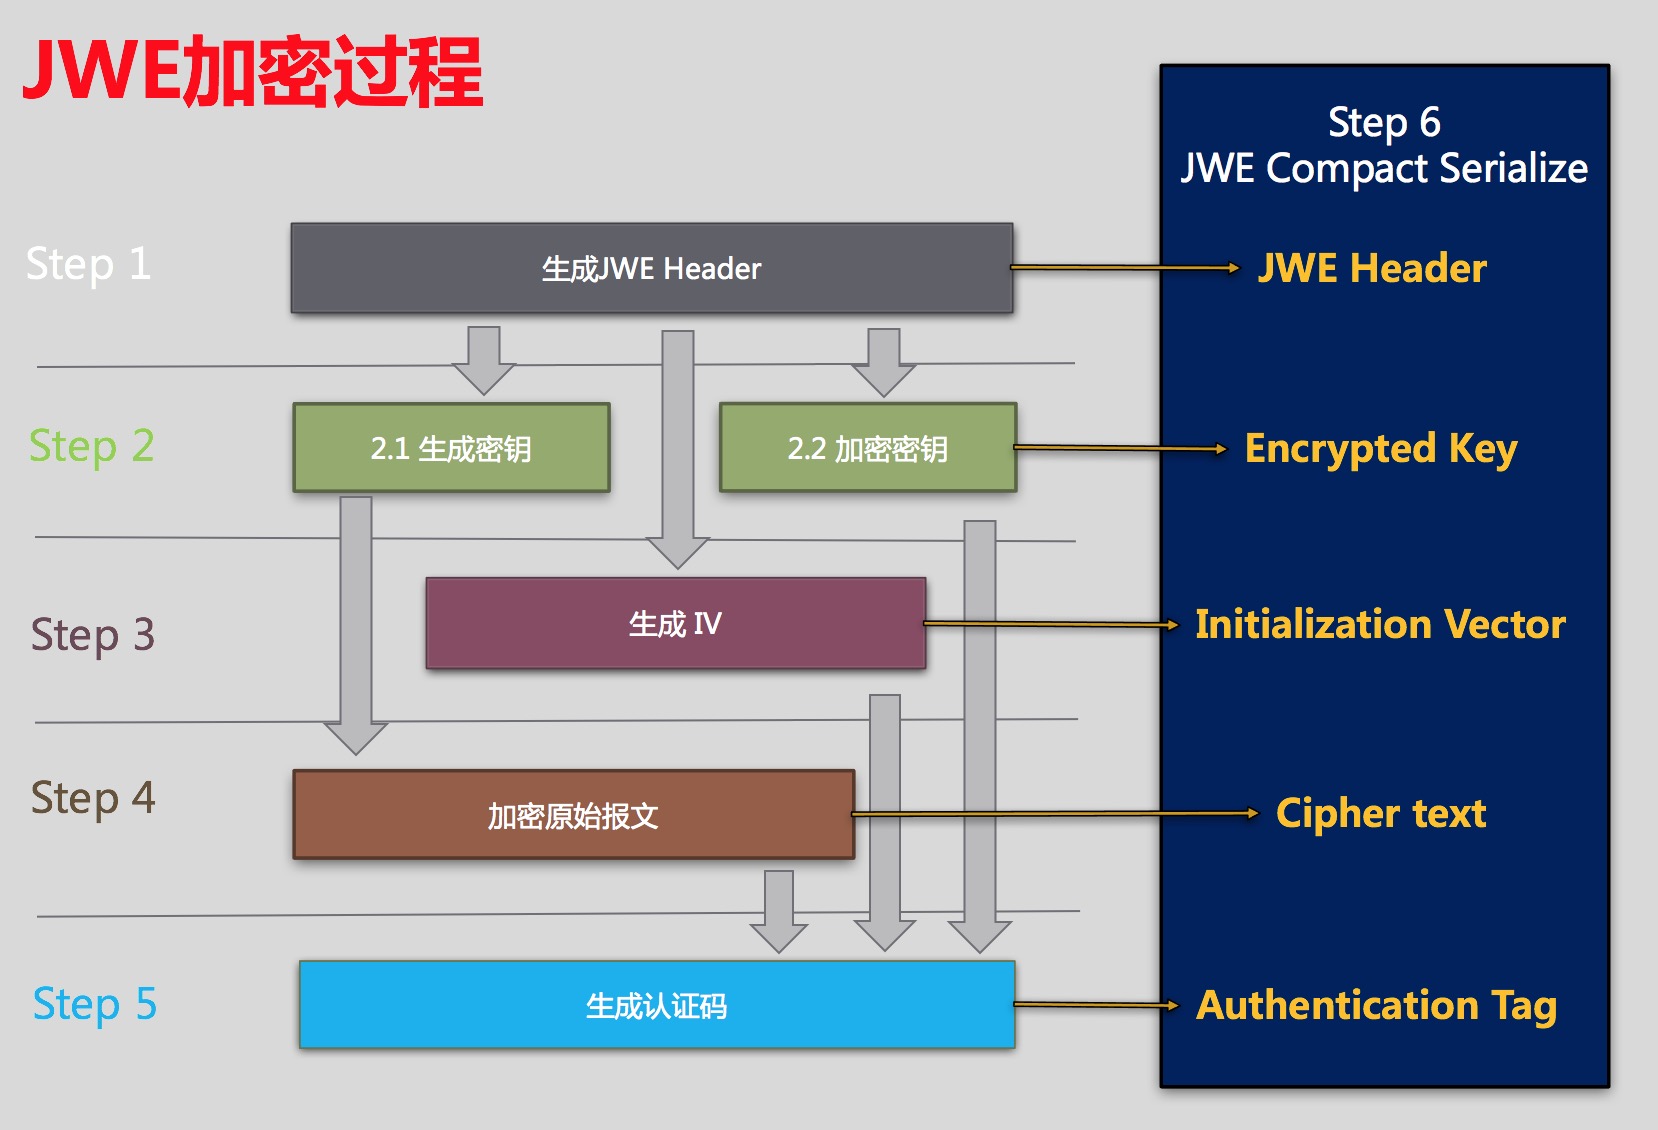 JWE加密过程
Step 6
JWE Compact Serialize
Step 1
生成JWE Header
JWE Header
Step 2
2.1 生成密钥
2.2 加密密钥
Encrypted Key
Step 3
生成 IV
Initialization Vector
Step 4
加密原始报文
Cipher text
Step 5
生成认证码
Authentication Tag